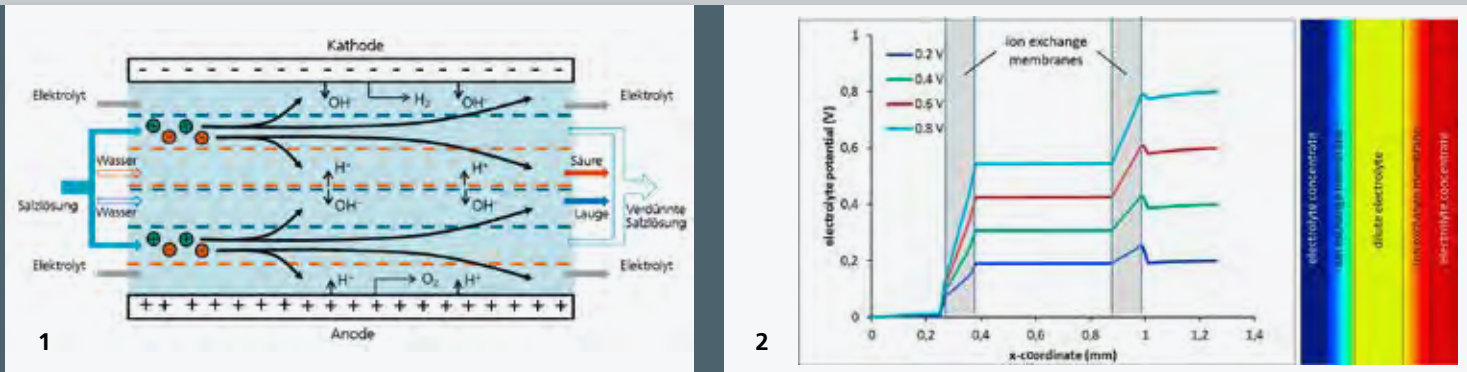 Kathode
- - - - - - - - - - - - - - -
Elektrolyt
OH⁻
H₂
OH⁻
Elektrolyt
+ +
- -
Wasser
H⁺
H⁺
Säure
Salzlösung
Wasser
OH⁻
OH⁻
Lauge
Verdünnte
Salzlösung
+ +
- -
Elektrolyt
H⁺
O₂
H⁺
Elektrolyt
+ + + + + + + + + + + + + + + +
Anode
1
electrolyte potential (V)
1
0,8
0,6
0,4
0,2
0
0.2 V
0.4 V
0.6 V
0.8 V
ion exchange
membranes
0
0,2
0,4
0,6
0,8
1
1,2
1,4
x-coordinate (mm)
electrolyte concentrate
dilute electrolyte
ion exchange membrane
electrolyte concentrate
2